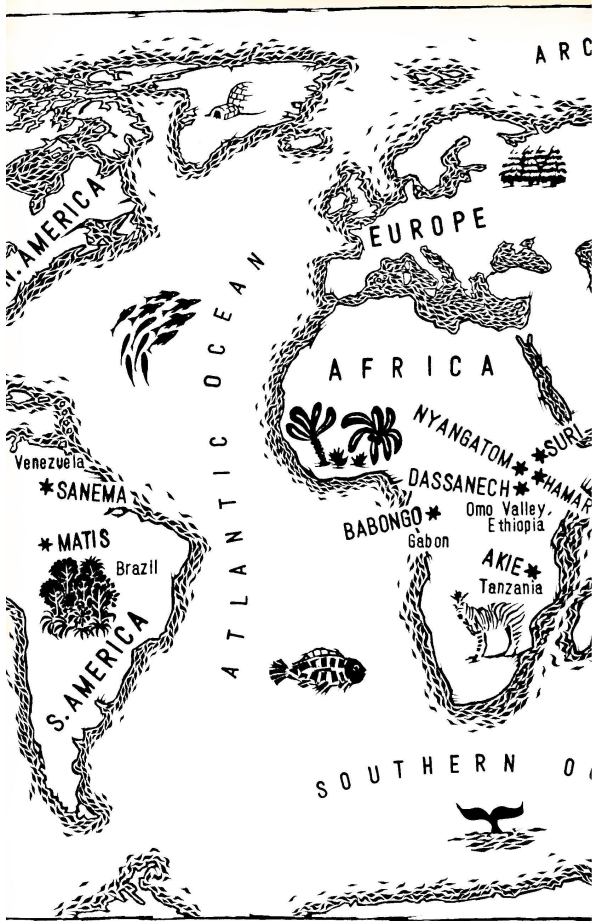 ARC
N. AMERICA
EUROPE
ATLANTIC OCEAN
AFRICA
NYANGATOM
SURI
Venezuela
SANEMA
DASSANECH
HAMAR
Omo Valley,
Ethiopia
BABONGO
Gabon
MATIS
Brazil
AKIE
Tanzania
S. AMERICA
SOUTHERN